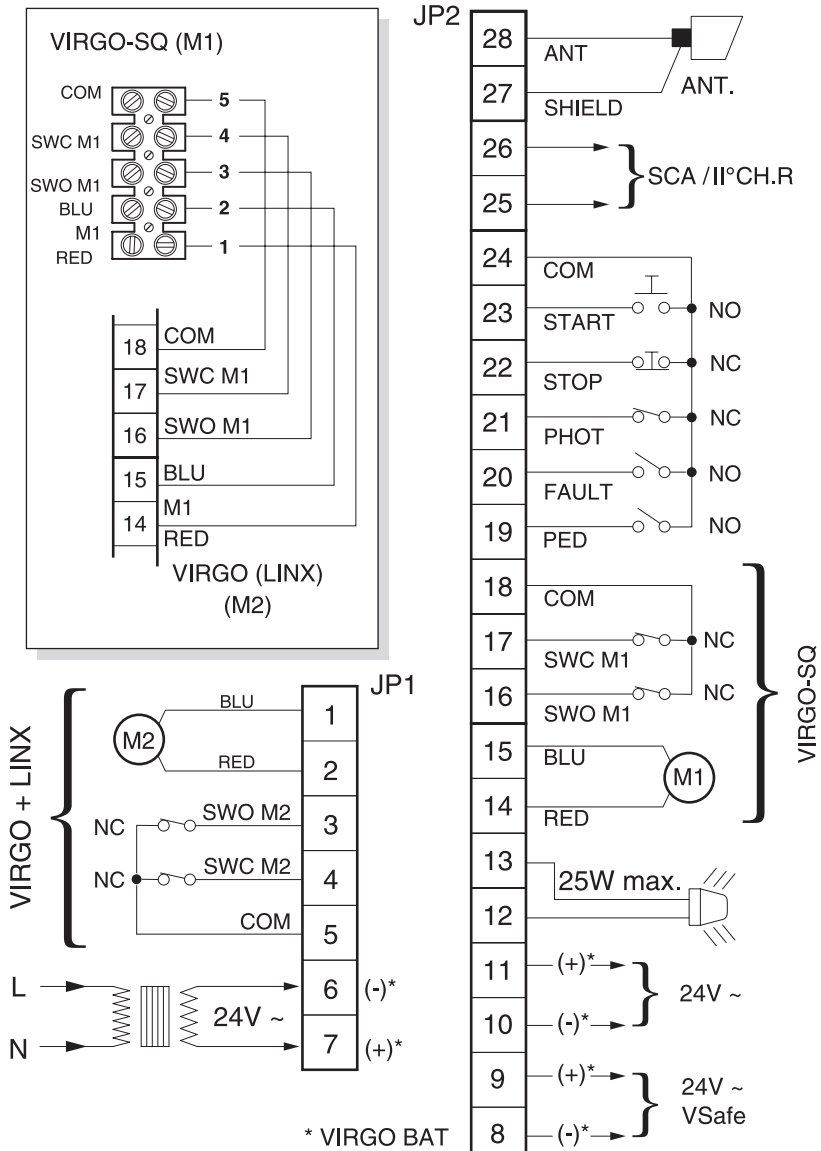 VIRGO-SQ (M1)
COM
5
SWC M1
4
SWO M1
3
BLU
2
M1
RED
1
18 COM
17 SWC M1
16 SWO M1
15 BLU
14 M1
RED
VIRGO (LINX)
(M2)
JP1
VIRGO + LINX
M2
BLU 1
RED 2
NC SWO M2 3
NC SWC M2 4
COM 5
L
24V ~
6 (-)*
N
7 (+)*
* VIRGO BAT
JP2
28 ANT
ANT.
27 SHIELD
26
SCA /II°CH.R
25
24 COM
23 START NO
22 STOP NC
21 PHOT NC
20 FAULT NO
19 PED NO
18 COM
17 SWC M1 NC
16 SWO M1 NC
15 BLU
M1
14 RED
VIRGO-SQ
13
25W max.
12
11 (+)*
24V ~
10 (-)*
9 (+)*
24V ~
VSafe
8 (-)*